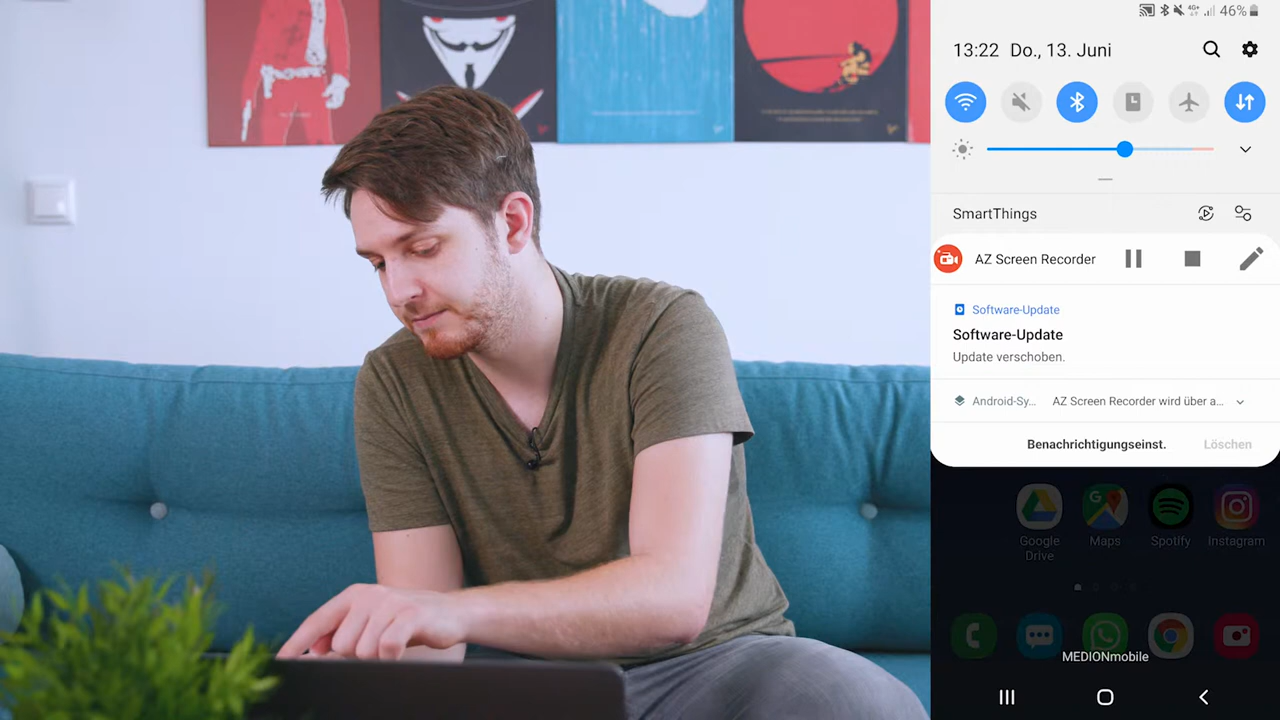 46%
13:22 Do., 13. Juni
SmartThings
AZ Screen Recorder
Software-Update
Software-Update
Update verschoben.
Android-Sy... AZ Screen Recorder wird über a...
Benachrichtigungseinst. Löschen
Google Drive
Maps
Spotify
Instagram
MEDIONmobile